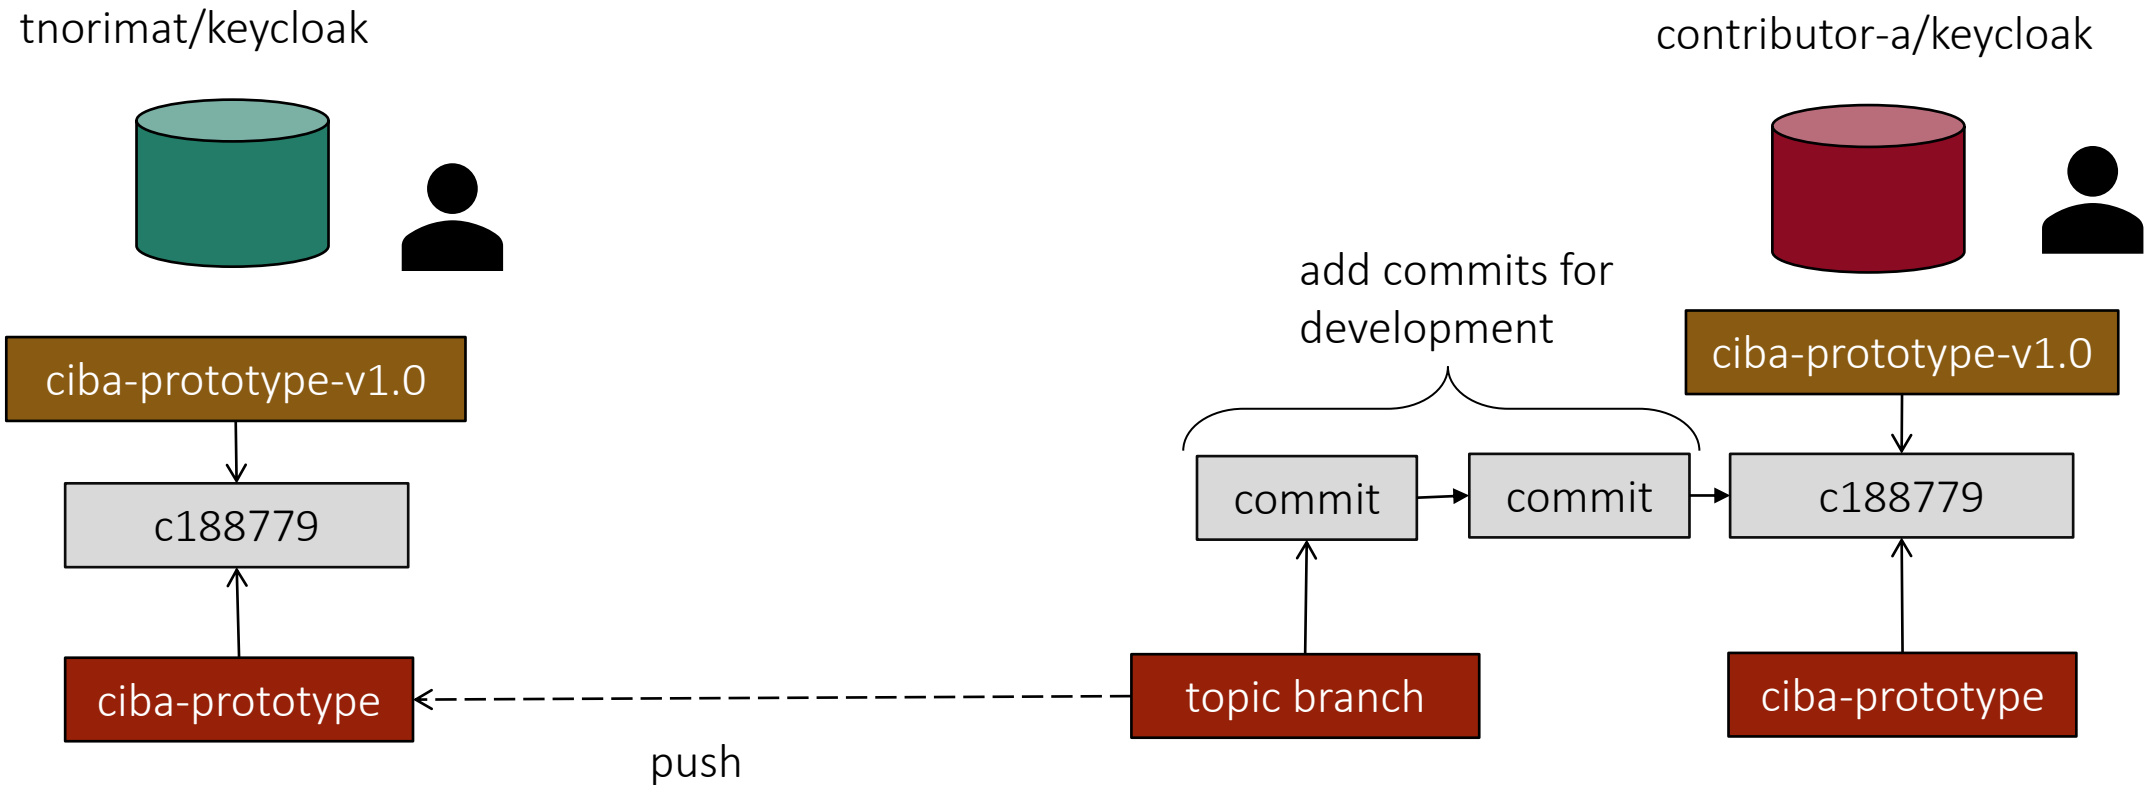 tnorimat/keycloak
contributor-a/keycloak
add commits for
development
ciba-prototype-v1.0
ciba-prototype-v1.0
c188779
commit
commit
c188779
ciba-prototype
topic branch
ciba-prototype
push